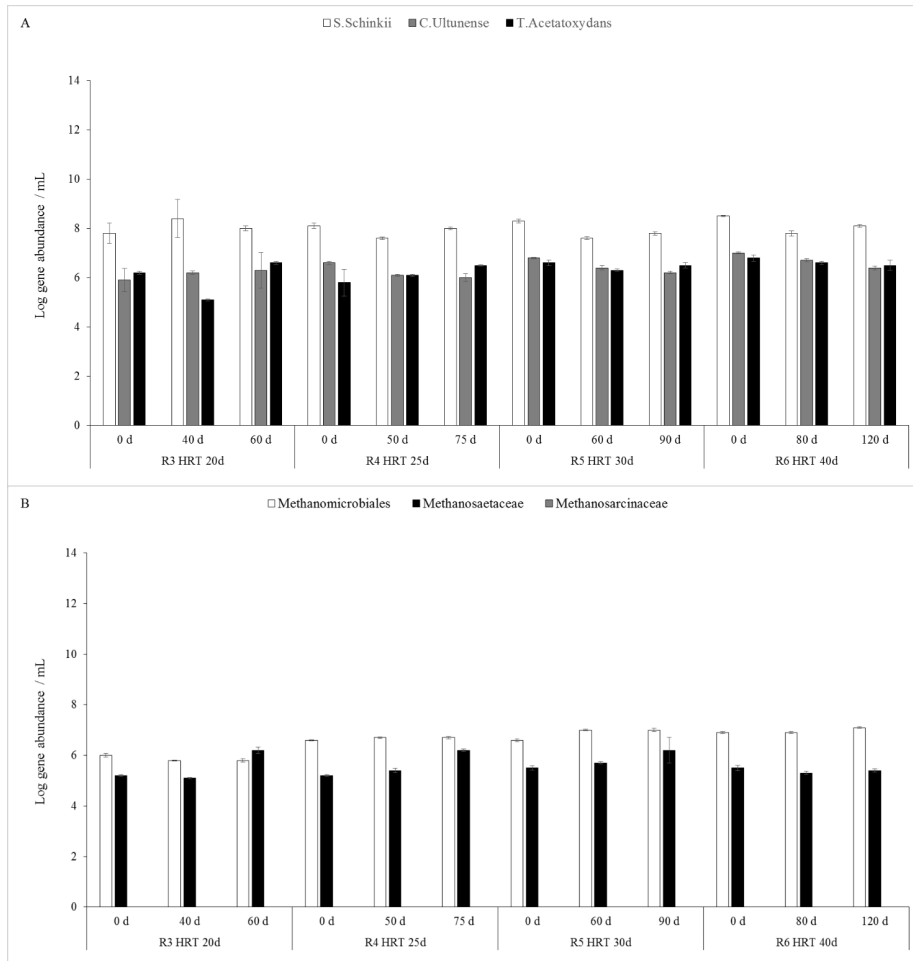 A
S.Schinkii C.Ultunense T.Acetatoxydans
Log gene abundance / mL
14
12
10
8
6
4
2
0
0 d 40 d 60 d 0 d 50 d 75 d 0 d 60 d 90 d 0 d 80 d 120 d
R3 HRT 20d R4 HRT 25d R5 HRT 30d R6 HRT 40d
B
Methanomicrobiales Methanosaetaceae Methanosarcinaceae
Log gene abundance / mL
14
12
10
8
6
4
2
0
0 d 40 d 60 d 0 d 50 d 75 d 0 d 60 d 90 d 0 d 80 d 120 d
R3 HRT 20d R4 HRT 25d R5 HRT 30d R6 HRT 40d